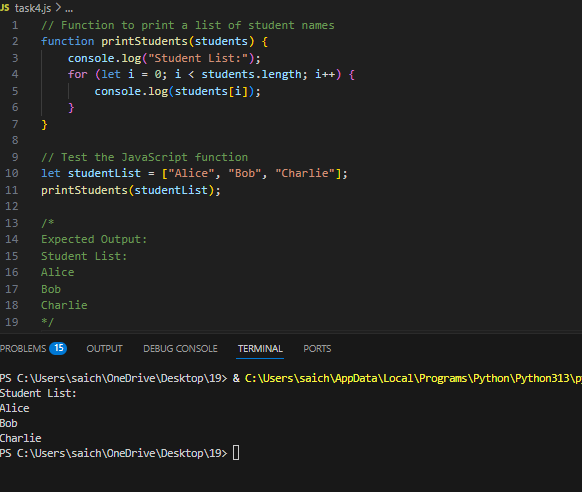 JS task4.js > ...
1 // Function to print a list of student names
2 function printStudents(students) {
3     console.log("Student List:");
4     for (let i = 0; i < students.length; i++) {
5         console.log(students[i]);
6     }
7 }
8
9 // Test the JavaScript function
10 let studentList = ["Alice", "Bob", "Charlie"];
11 printStudents(studentList);
12
13 /*
14 Expected Output:
15 Student List:
16 Alice
17 Bob
18 Charlie
19 */
PROBLEMS 15 OUTPUT DEBUG CONSOLE TERMINAL PORTS
PS C:\Users\saich\OneDrive\Desktop\19> & C:\Users\saich\AppData\Local\Programs\Python\Python313\p
Student List:
Alice
Bob
Charlie
PS C:\Users\saich\OneDrive\Desktop\19>